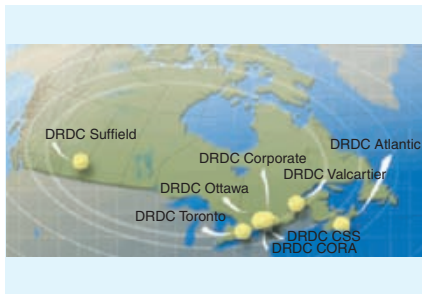 DRDC Suffield
DRDC Atlantic
DRDC Corporate
DRDC Valcartier
DRDC Ottawa
DRDC Toronto
DRDC CSS
DRDC CORA